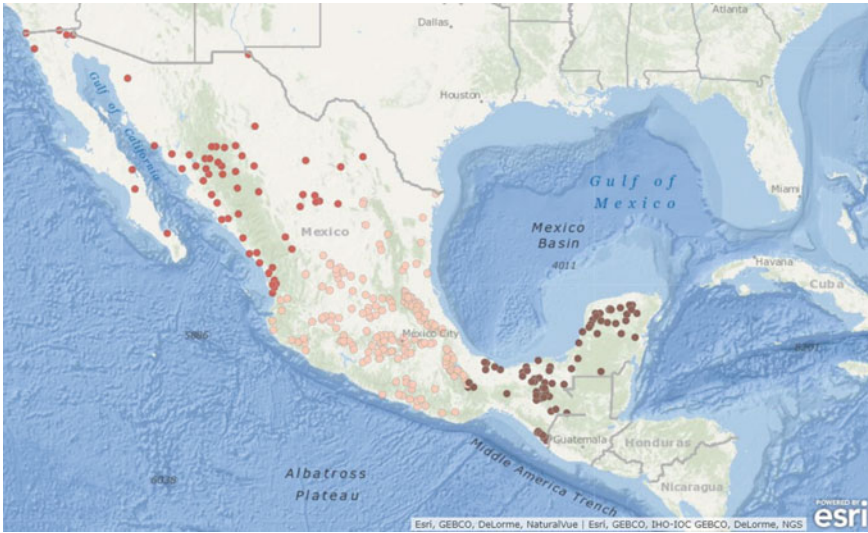 Atlanta
Dallas
Houston
Gulf of California
Gulf of
Mexico
Miami
Mexico
Mexico
Basin
4011
Havana
Cuba
Mexico City
Guatemala
Honduras
Nicaragua
Middle America Trench
Albatross
Plateau
6038
POWERED BY
esri
Esri, GEBCO, DeLorme, NaturalVue | Esri, GEBCO, IHO-IOC GEBCO, DeLorme, NGS